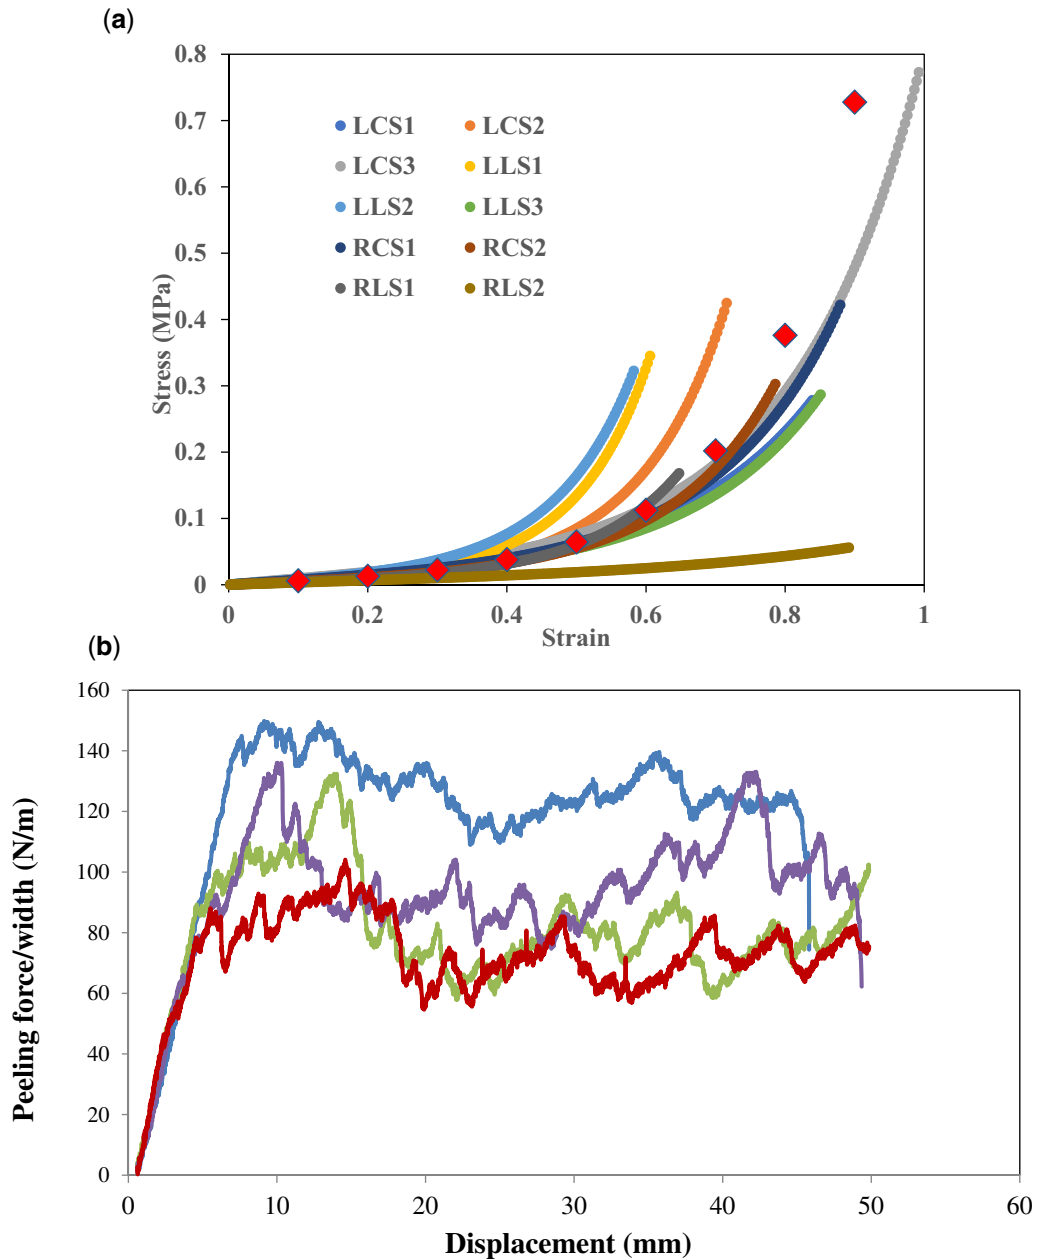 (a)
0.8
0.7
0.6
0.5
0.4
0.3
0.2
0.1
0
Stress (MPa)
LCS1 LCS2
LCS3 LLS1
LLS2 LLS3
RCS1 RCS2
RLS1 RLS2
0 0.2 0.4 0.6 0.8 1
Strain
(b)
160
140
120
100
80
60
40
20
0
Peeling force/width (N/m)
0 10 20 30 40 50 60
Displacement (mm)